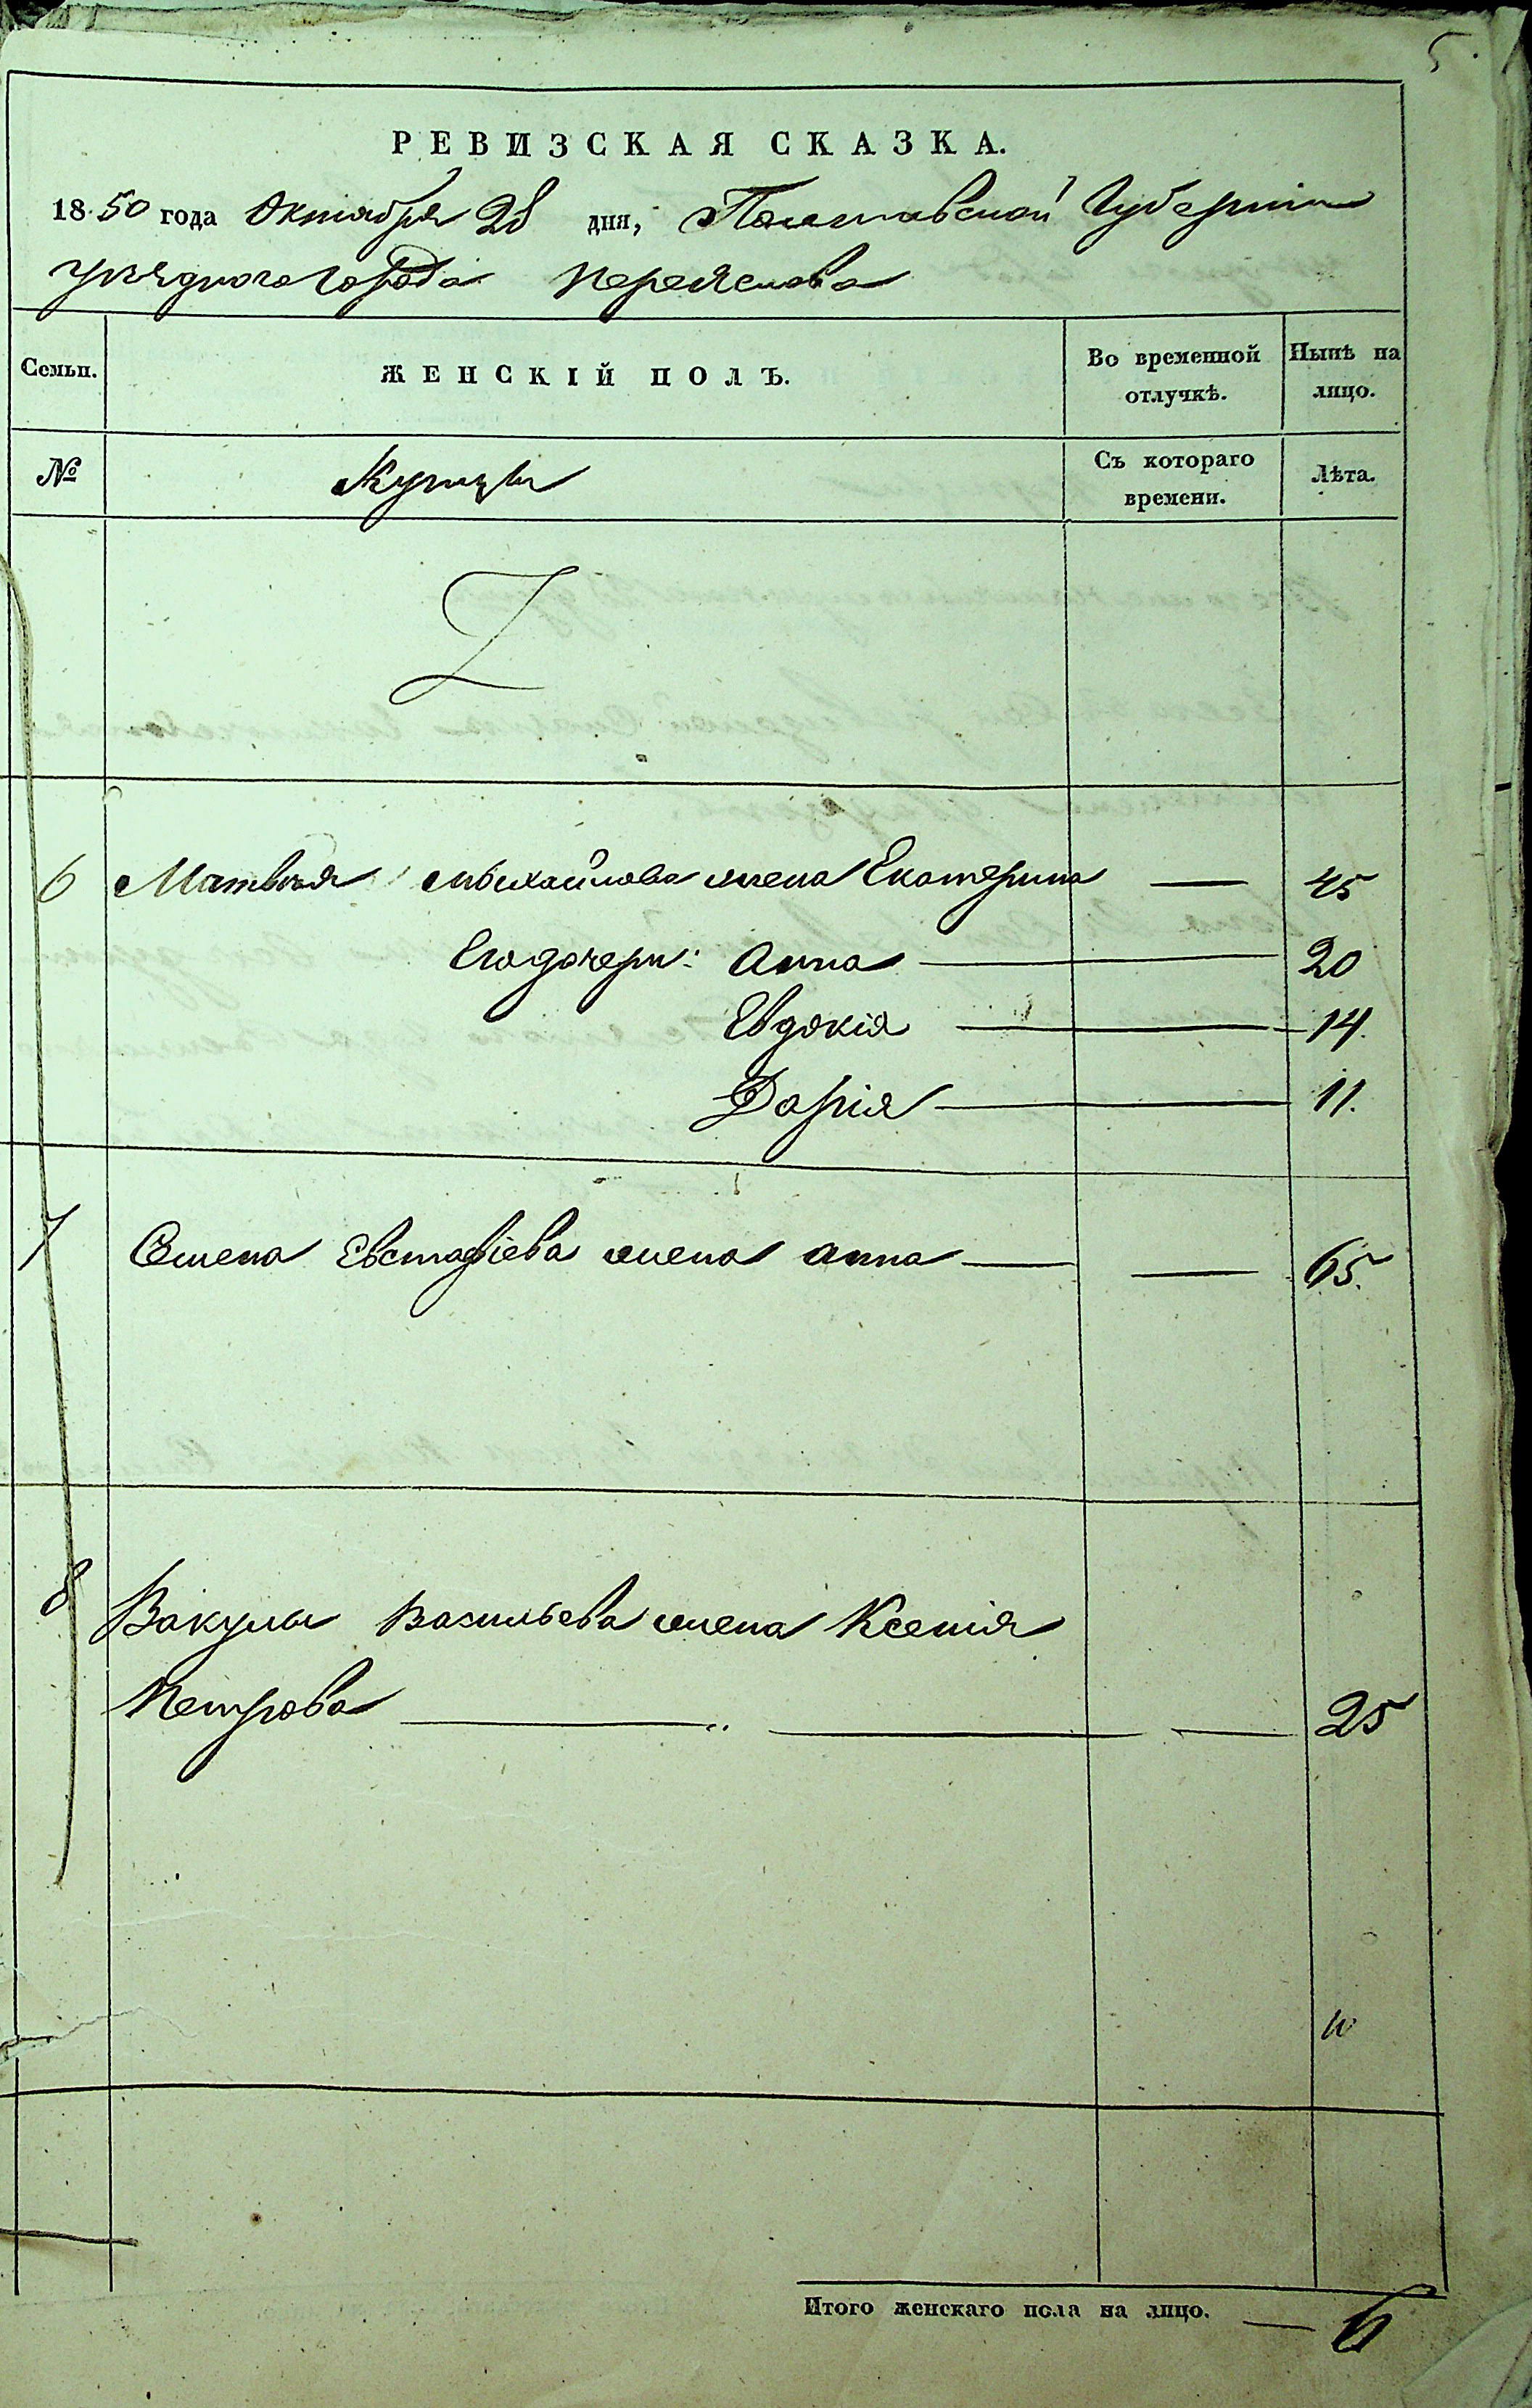 5.
РЕВИЗСКАЯ СКАЗКА.
1850 года Октября 28 дня, Полтавской Губернии
уѣзднаго города Переяслова
Семьи.
ЖЕНСКІЙ ПОЛЪ.
Во временной отлучкѣ.
Нынѣ на лицо.
№
Купцы
Съ котораго времени.
Лѣта.
6 Матвѣя Михайлова жена Екатерина — 45
Его дочери: Анна — 20
Евдокія — 14.
Дарія — 11.
7 Семена Евстафіева жена Анна — — 65.
8 Вакулы Васильева жена Ксенія
Петрова — „ — — 25
Итого женскаго пола на лицо. — 6